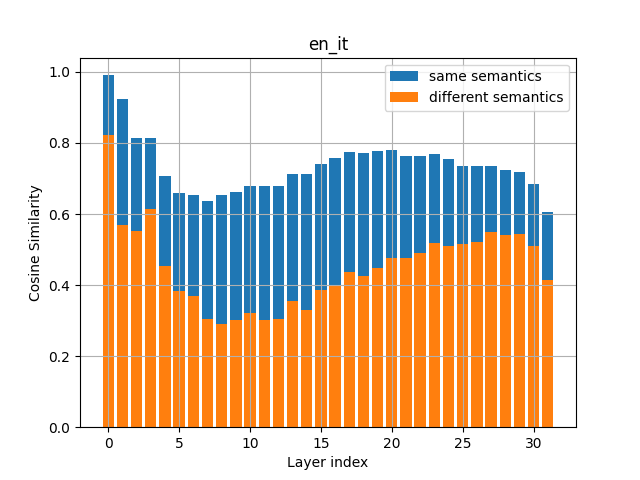 en_it
same semantics
different semantics
Cosine Similarity
1.0
0.8
0.6
0.4
0.2
0.0
0 5 10 15 20 25 30
Layer index